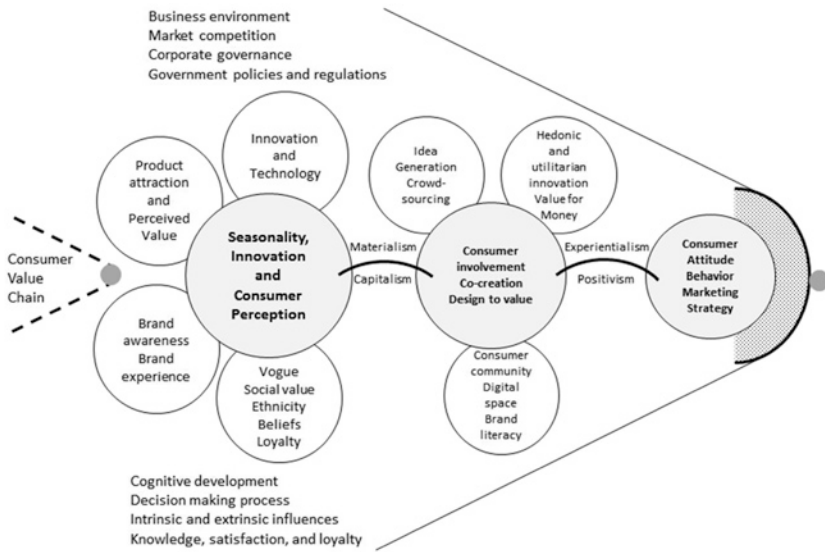 Business environment
Market competition
Corporate governance
Government policies and regulations
Innovation
and
Technology
Product
attraction
and
Perceived
Value
Idea
Generation
Crowd-
sourcing
Hedonic
and
utilitarian
innovation
Value for
Money
Consumer
Value
Chain
Seasonality,
Innovation
and
Consumer
Perception
Materialism
Capitalism
Consumer
involvement
Co-creation
Design to value
Experientialism
Positivism
Consumer
Attitude
Behavior
Marketing
Strategy
Brand
awareness
Brand
experience
Vogue
Social value
Ethnicity
Beliefs
Loyalty
Consumer
community
Digital
space
Brand
literacy
Cognitive development
Decision making process
Intrinsic and extrinsic influences
Knowledge, satisfaction, and loyalty